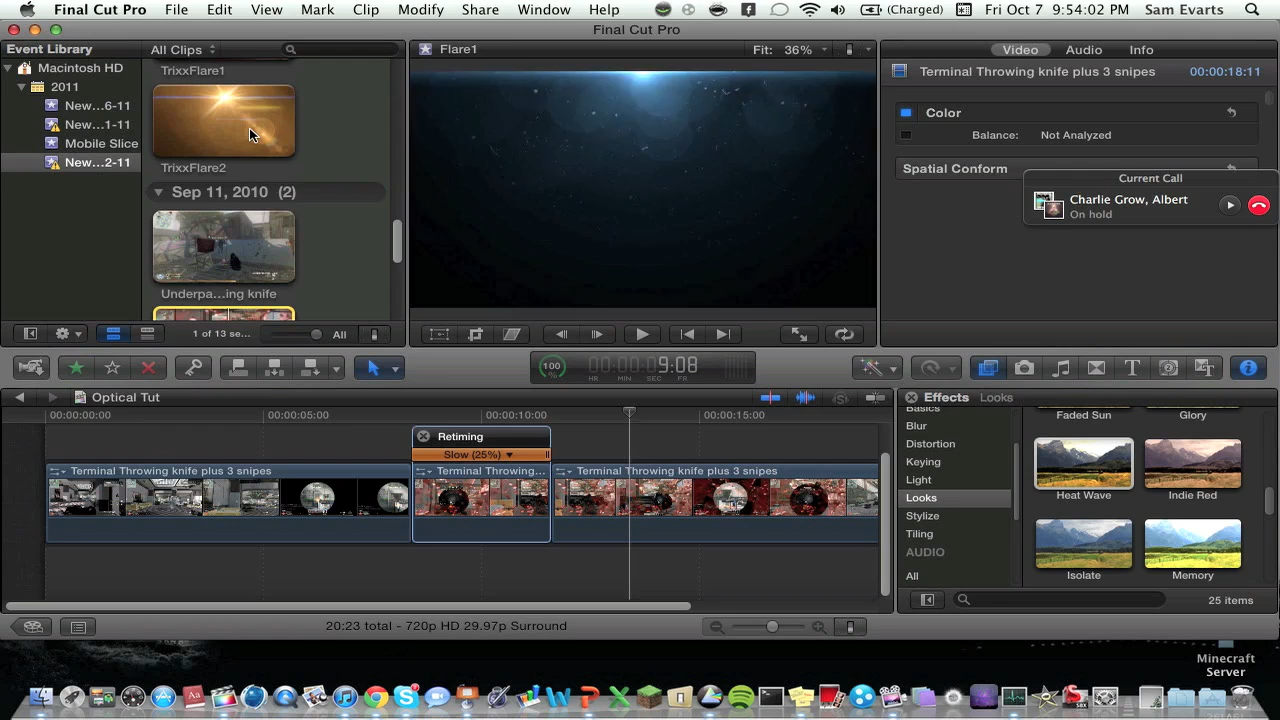 Final Cut Pro File Edit View Mark Clip Modify Share Window Help (Charged) Fri Oct 7 9:54:02 PM Sam Evarts
Final Cut Pro
Event Library All Clips Flare1 Fit: 36% Video Audio Info
Macintosh HD
2011
New...6-11
New...1-11
Mobile Slice
New...2-11
TrixxFlare1
TrixxFlare2
Sep 11, 2010 (2)
Underpa...ing knife
1 of 13 se... All
Terminal Throwing knife plus 3 snipes 00:00:18:11
Color
Balance: Not Analyzed
Spatial Conform
Current Call
Charlie Grow, Albert
On hold
100 % 00:00:09:08
HR MIN SEC FR
Optical Tut
00:00:00:00 00:00:05:00 00:00:10:00 00:00:15:00
Retiming
Slow (25%)
Terminal Throwing knife plus 3 snipes Terminal Throwing... Terminal Throwing knife plus 3 snipes
20:23 total - 720p HD 29.97p Surround
Effects Looks
Basics
Blur
Distortion
Keying
Light
Looks
Stylize
Tiling
AUDIO
All
Faded Sun Glory
Heat Wave Indie Red
Isolate Memory
25 items
Minecraft
Server